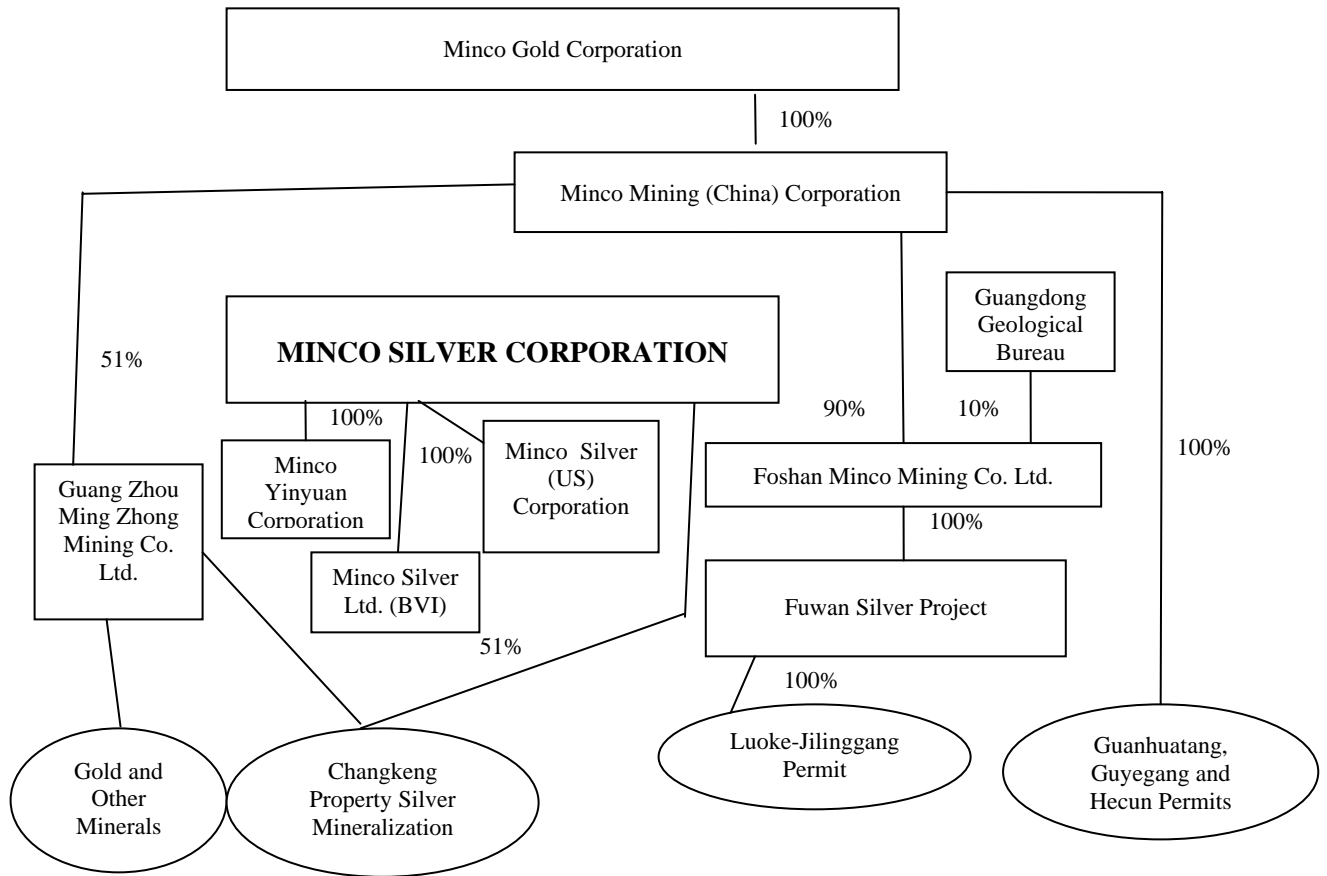 Minco Gold Corporation
100%
Minco Mining (China) Corporation
Guangdong
Geological
Bureau
51%
MINCO SILVER CORPORATION
90%
10%
100%
100%
Minco
Yinyuan
Corporation
100%
Minco Silver
(US)
Corporation
Guang Zhou
Ming Zhong
Mining Co.
Ltd.
Foshan Minco Mining Co. Ltd.
100%
Minco Silver
Ltd. (BVI)
51%
Fuwan Silver Project
100%
Gold and
Other
Minerals
Changkeng
Property Silver
Mineralization
Luoke-Jilinggang
Permit
Guanhuatang,
Guyegang and
Hecun Permits